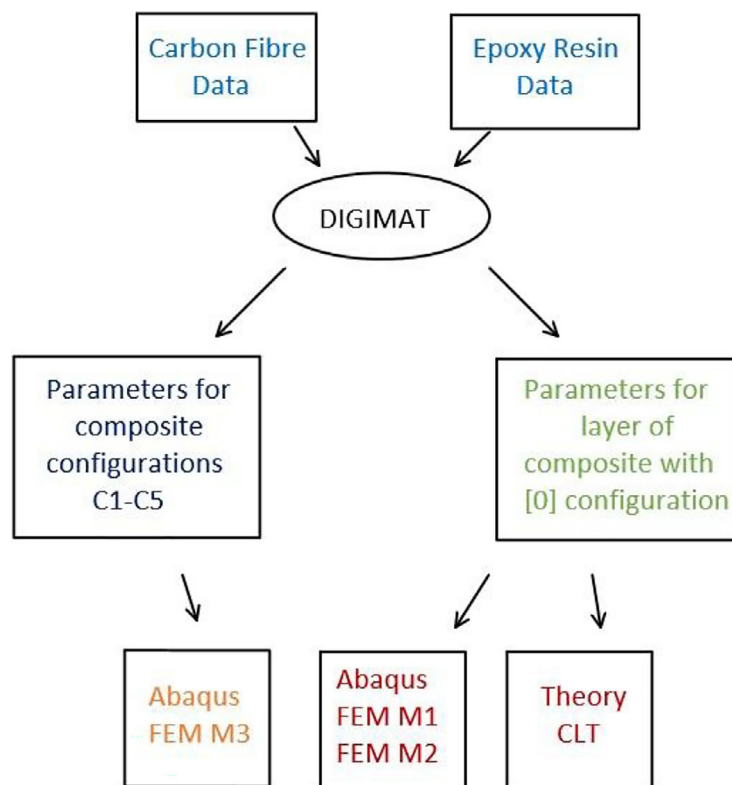 Carbon Fibre
Data
Epoxy Resin
Data
DIGIMAT
Parameters for
composite
configurations
C1-C5
Parameters for
layer of
composite with
[0] configuration
Abaqus
FEM M3
Abaqus
FEM M1
FEM M2
Theory
CLT